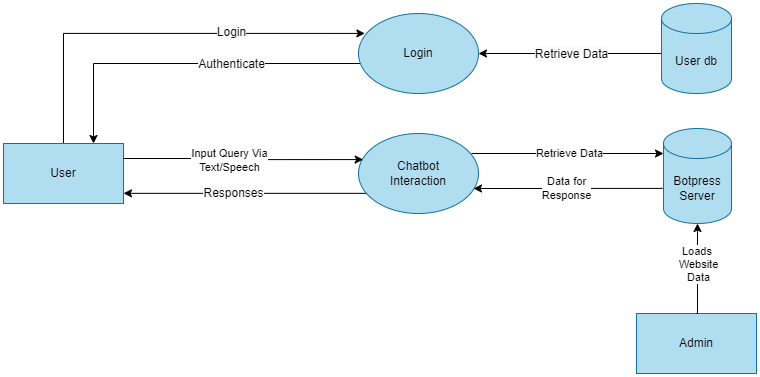 Login
Authenticate
Login
Retrieve Data
User db
User
Input Query Via
Text/Speech
Responses
Chatbot
Interaction
Retrieve Data
Data for
Response
Botpress
Server
Loads
Website
Data
Admin